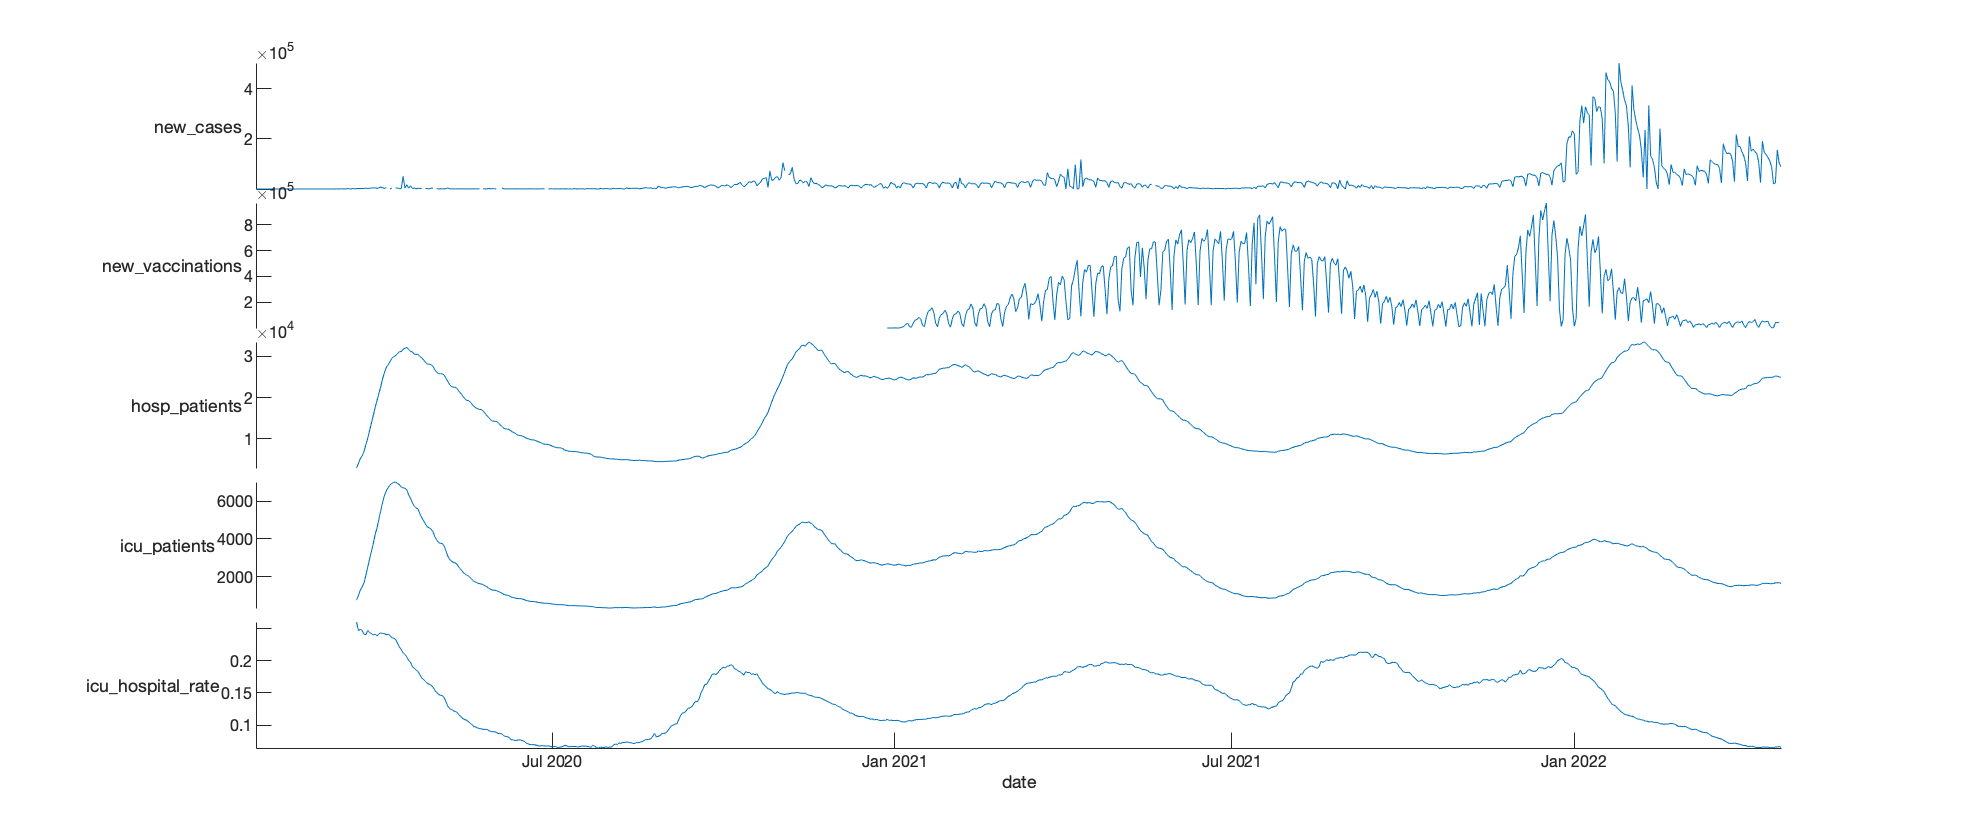 ×10^5
4
new_cases
2
×10^5
8
6
new_vaccinations
4
2
×10^4
3
hosp_patients
2
1
6000
icu_patients
4000
2000
0.2
icu_hospital_rate
0.15
0.1
Jul 2020 Jan 2021 Jul 2021 Jan 2022
date